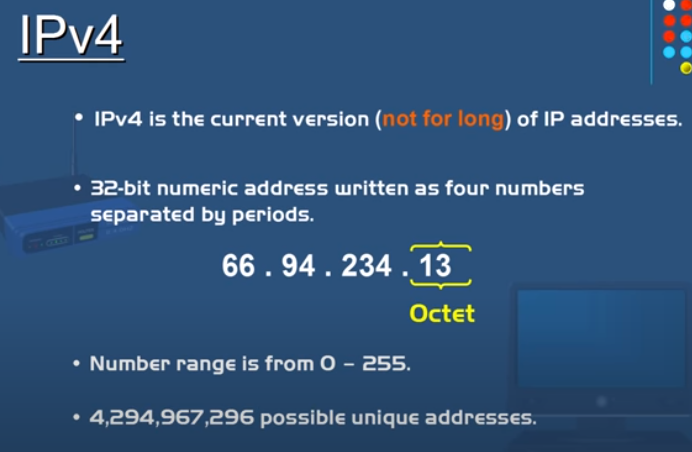 IPv4
• IPv4 is the current version (not for long) of IP addresses.
• 32-bit numeric address written as four numbers
separated by periods.
66 . 94 . 234 . 13
Octet
• Number range is from 0 – 255.
• 4,294,967,296 possible unique addresses.